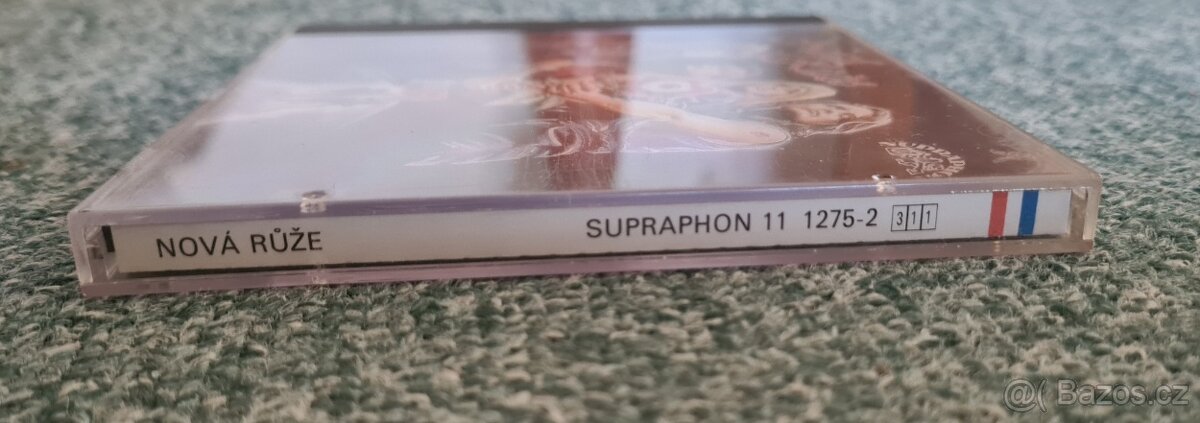 NOVÁ RŮŽE
SUPRAPHON 11 1275-2 311
Bazos.cz